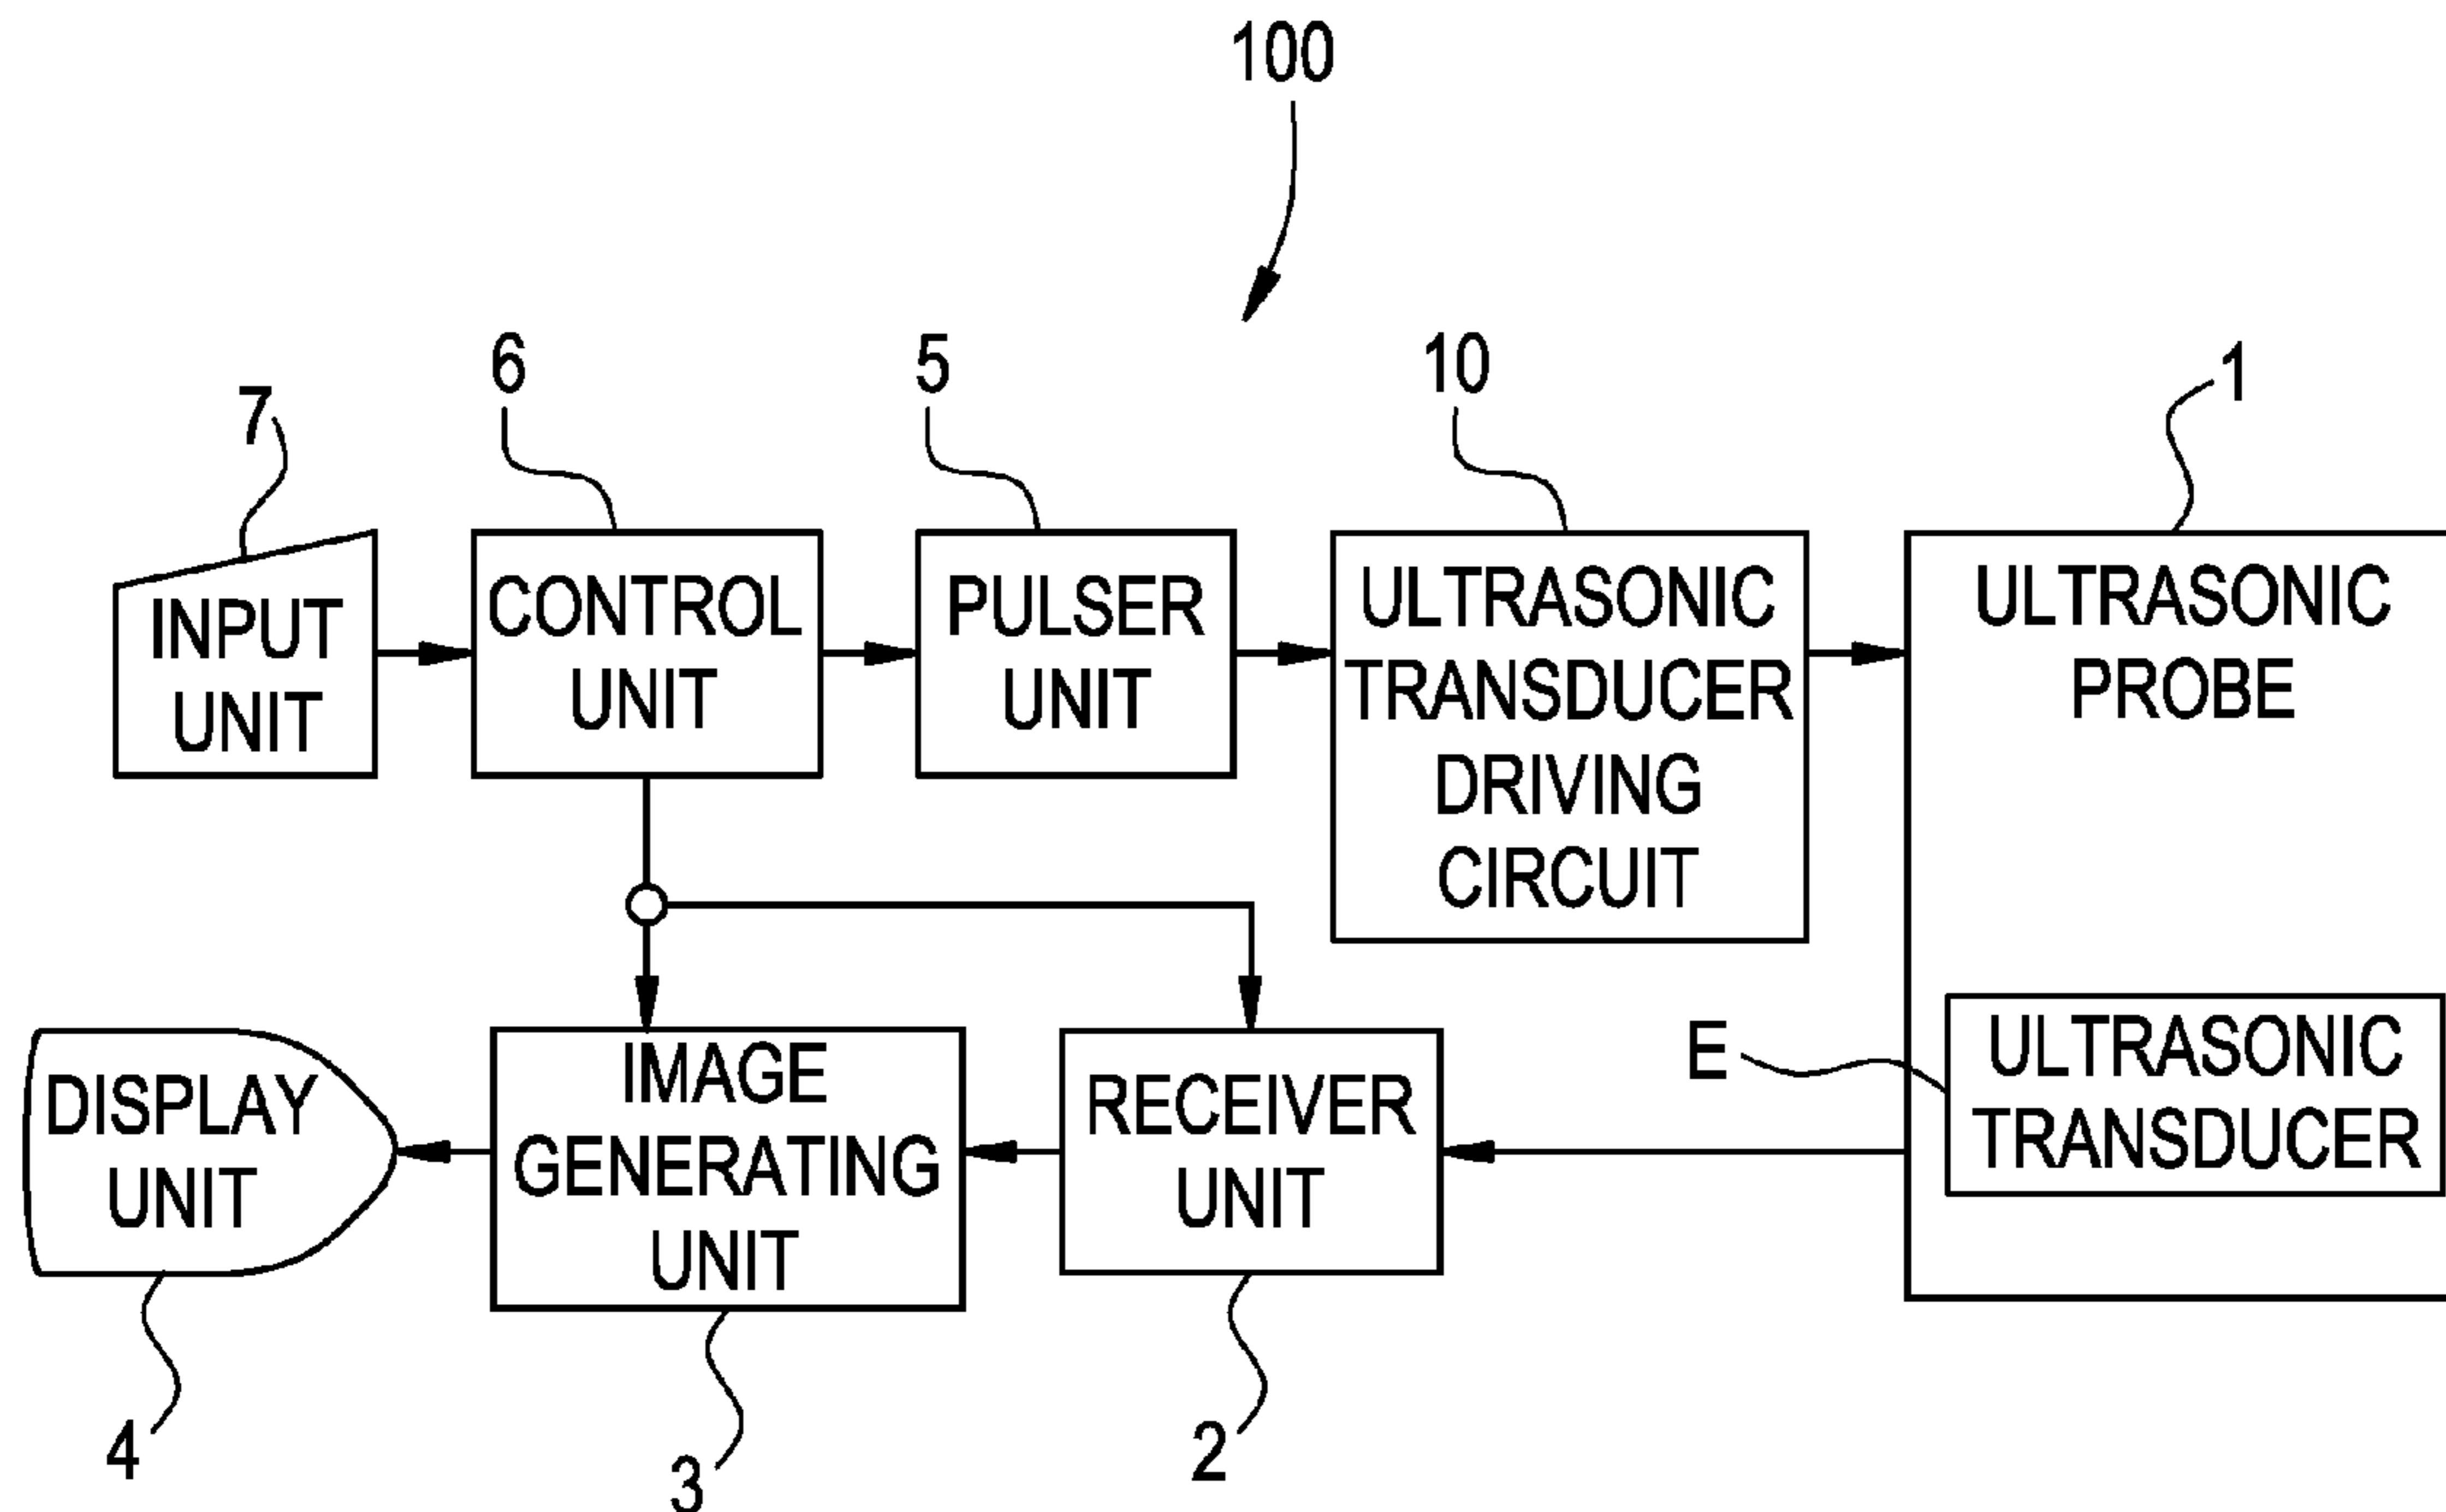 100
6
5
10
1
7
INPUT
UNIT
CONTROL
UNIT
PULSER
UNIT
ULTRASONIC
TRANSDUCER
DRIVING
CIRCUIT
ULTRASONIC
PROBE
E
ULTRASONIC
TRANSDUCER
DISPLAY
UNIT
IMAGE
GENERATING
UNIT
RECEIVER
UNIT
4
3
2